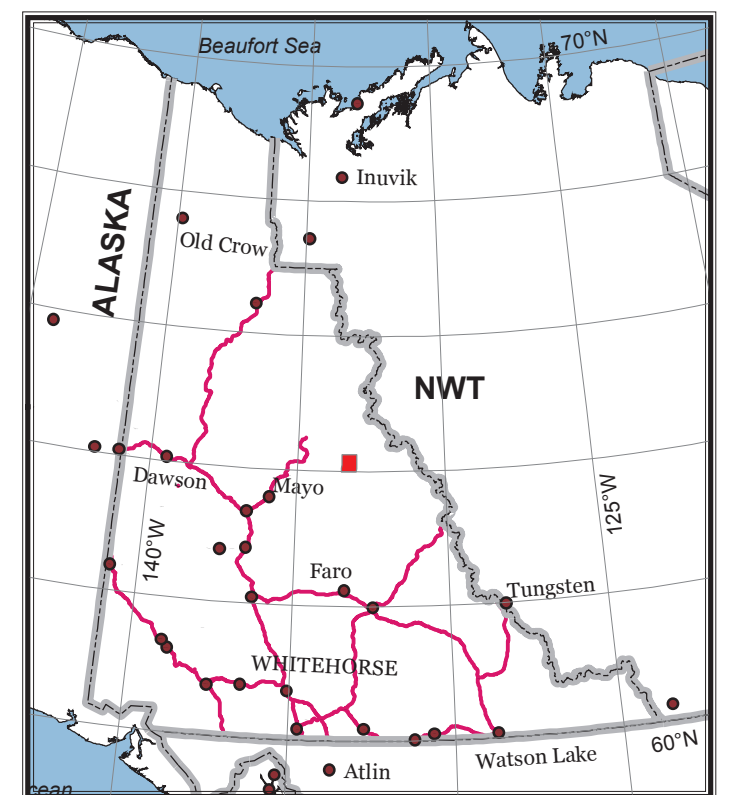 Beaufort Sea
70°N
Inuvik
ALASKA
Old Crow
NWT
Dawson
Mayo
125°W
140°W
Faro
Tungsten
WHITEHORSE
60°N
Watson Lake
Atlin
cean